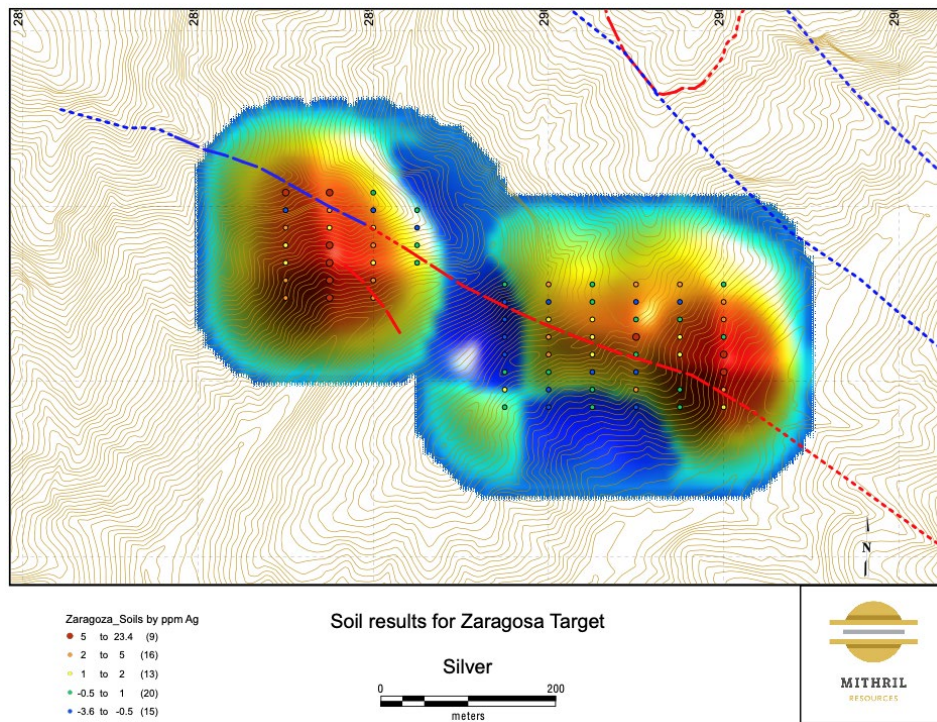 N
Zaragoza_Soils by ppm Ag
5 to 23.4 (9)
2 to 5 (16)
1 to 2 (13)
-0.5 to 1 (20)
-3.6 to -0.5 (15)
Soil results for Zaragosa Target
Silver
0 200
meters
MITHRIL
RESOURCES